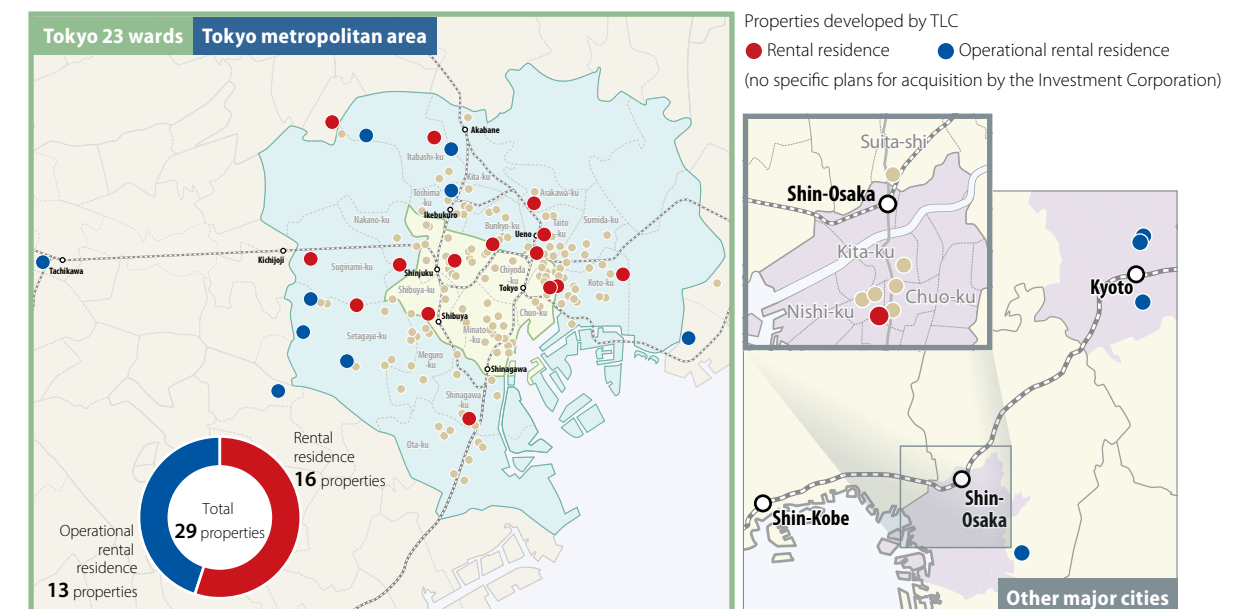 Tokyo 23 wards
Tokyo metropolitan area
Properties developed by TLC
Rental residence
Operational rental residence
(no specific plans for acquisition by the Investment Corporation)
Akabane
Itabashi-ku
Kita-ku
Toshima
-ku
Arakawa-ku
Ikebukuro
Nakano-ku
Bunkyo-ku
Taito
-ku
Sumida-ku
Ueno
Kichijoji
Tachikawa
Suginami-ku
Shinjuku
Chiyoda
-ku
Koto-ku
Shibuya-ku
Tokyo
Chuo-ku
Shibuya
Setagaya-ku
Minato
-ku
Meguro
-ku
Shinagawa
Shinagawa
-ku
Ota-ku
Rental
residence
16 properties
Total
29 properties
Operational
rental
residence
13 properties
Suita-shi
Shin-Osaka
Kita-ku
Nishi-ku
Chuo-ku
Kyoto
Shin-Kobe
Shin-
Osaka
Other major cities